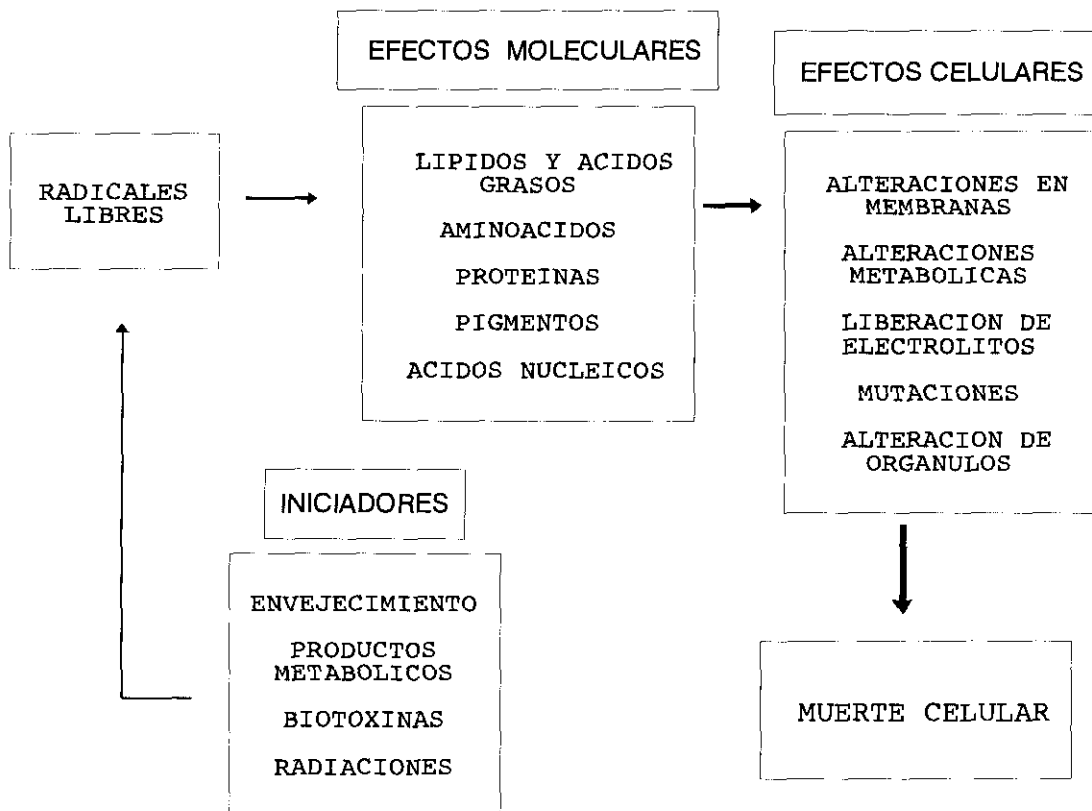 EFECTOS MOLECULARES
EFECTOS CELULARES
RADICALES
LIBRES
LIPIDOS Y ACIDOS
GRASOS
AMINOACIDOS
PROTEINAS
PIGMENTOS
ACIDOS NUCLEICOS
ALTERACIONES EN
MEMBRANAS
ALTERACIONES
METABOLICAS
LIBERACION DE
ELECTROLITOS
MUTACIONES
ALTERACION DE
ORGANULOS
INICIADORES
ENVEJECIMIENTO
PRODUCTOS
METABOLICOS
BIOTOXINAS
RADIACIONES
MUERTE CELULAR